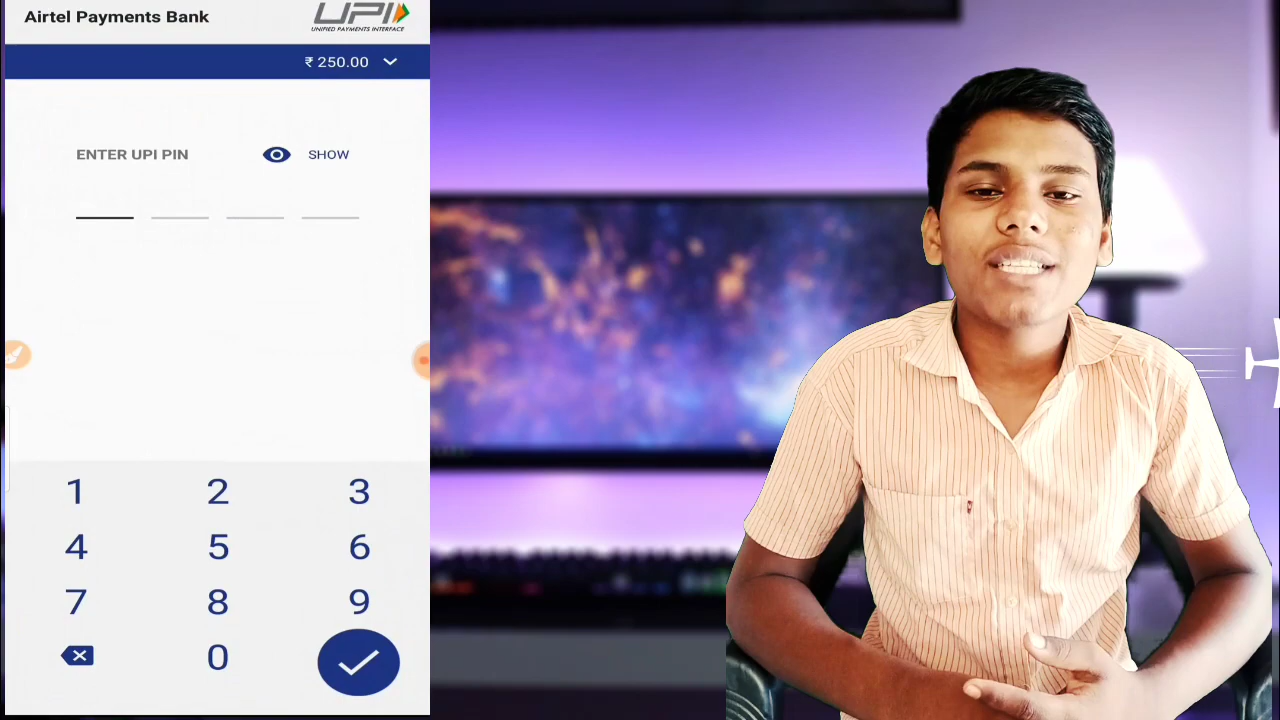 Airtel Payments Bank
UPI
UNIFIED PAYMENTS INTERFACE
₹ 250.00
ENTER UPI PIN SHOW
1 2 3
4 5 6
7 8 9
0